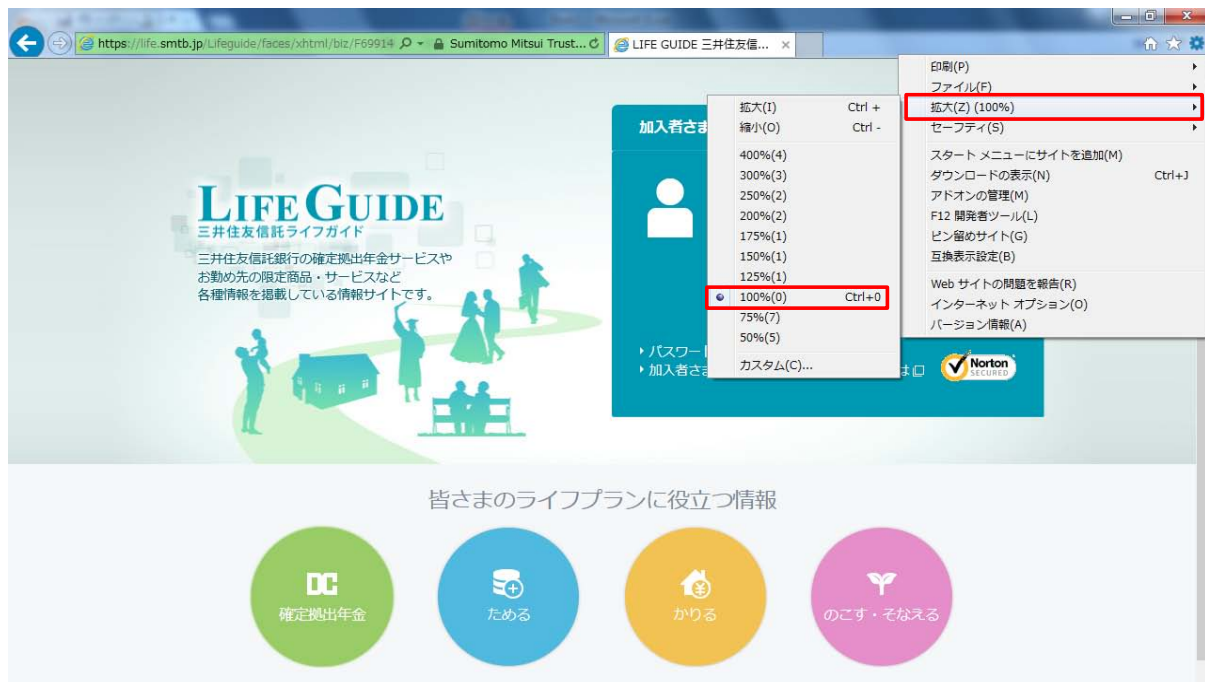 https://life.smtb.jp/Lifeguide/faces/xhtml/biz/F69914
Sumitomo Mitsui Trust...
LIFE GUIDE 三井住友信...
印刷(P)
ファイル(F)
拡大(Z) (100%)
セーフティ(S)
スタート メニューにサイトを追加(M)
ダウンロードの表示(N) Ctrl+J
アドオンの管理(M)
F12 開発者ツール(L)
ピン留めサイト(G)
互換表示設定(B)
Web サイトの問題を報告(R)
インターネット オプション(O)
バージョン情報(A)
拡大(I) Ctrl +
縮小(O) Ctrl -
400%(4)
300%(3)
250%(2)
200%(2)
175%(1)
150%(1)
125%(1)
100%(0) Ctrl+0
75%(7)
50%(5)
カスタム(C)...
加入者さま
LIFE GUIDE
三井住友信託ライフガイド
三井住友信託銀行の確定拠出年金サービスや
お勤め先の限定商品・サービスなど
各種情報を掲載している情報サイトです。
パスワード
加入者さま
は
Norton
SECURED
皆さまのライフプランに役立つ情報
DC
確定拠出年金
ためる
かりる
のこす・そなえる